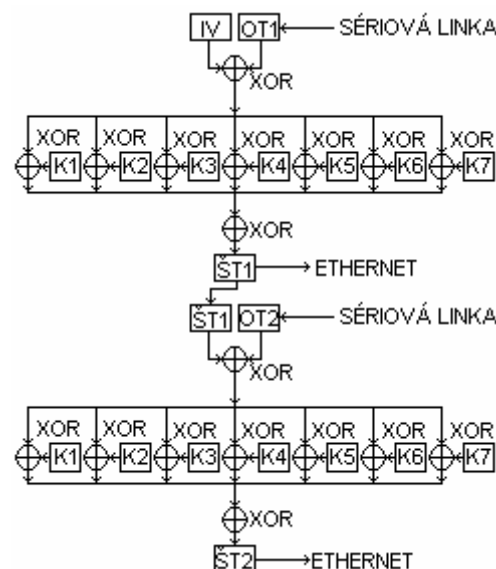 IV OT1 SÉRIOVÁ LINKA
XOR
XOR XOR XOR XOR XOR XOR XOR
K1 K2 K3 K4 K5 K6 K7
XOR
ŠT1 ETHERNET
ŠT1 OT2 SÉRIOVÁ LINKA
XOR
XOR XOR XOR XOR XOR XOR XOR
K1 K2 K3 K4 K5 K6 K7
XOR
ŠT2 ETHERNET